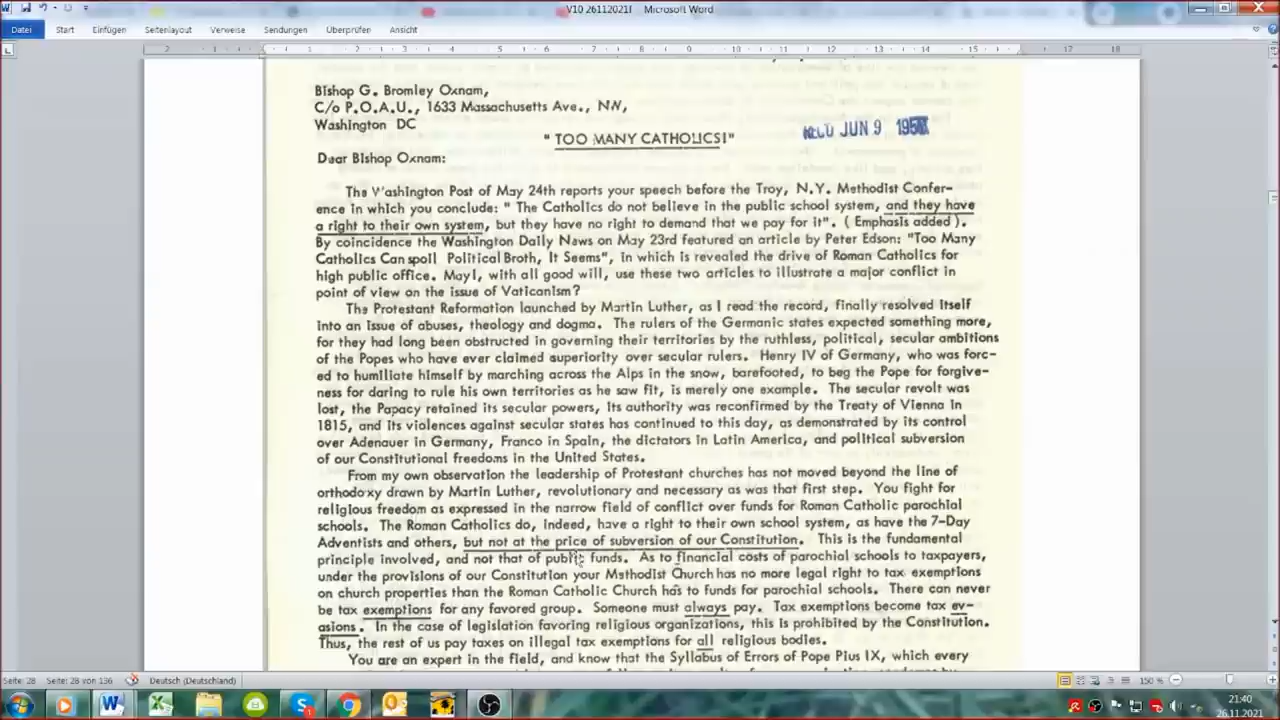 V10 26112021f - Microsoft Word
Datei Start Einfügen Seitenlayout Verweise Sendungen Überprüfen Ansicht
2 1 1 2 3 4 5 6 7 8 9 10 11 12 13 14 15 17 18
Bishop G. Bromley Oxnam,
C/o P.O.A.U., 1633 Massachusetts Ave., NW,
Washington DC
" TOO MANY CATHOLICS!"
REC'D JUN 9
Dear Bishop Oxnam:
The Washington Post of May 24th reports your speech before the Troy, N.Y. Methodist Confer-
ence in which you conclude: " The Catholics do not believe in the public school system, and they have
a right to their own system, but they have no right to demand that we pay for it". ( Emphasis added ).
By coincidence the Washington Daily News on May 23rd featured an article by Peter Edson: "Too Many
Catholics Can spoil Political Broth, It Seems", in which is revealed the drive of Roman Catholics for
high public office. May I, with all good will, use these two articles to illustrate a major conflict in
point of view on the issue of Vaticanism?
The Protestant Reformation launched by Martin Luther, as I read the record, finally resolved itself
into an issue of abuses, theology and dogma. The rulers of the Germanic states expected something more,
for they had long been obstructed in governing their territories by the ruthless, political, secular ambitions
of the Popes who have ever claimed superiority over secular rulers. Henry IV of Germany, who was forc-
ed to humiliate himself by marching across the Alps in the snow, barefooted, to beg the Pope for forgive-
ness for daring to rule his own territories as he saw fit, is merely one example. The secular revolt was
lost, the Papacy retained its secular powers, its authority was reconfirmed by the Treaty of Vienna in
1815, and its violences against secular states has continued to this day, as demonstrated by its control
over Adenauer in Germany, Franco in Spain, the dictators in Latin America, and political subversion
of our Constitutional freedoms in the United States.
From my own observation the leadership of Protestant churches has not moved beyond the line of
orthodoxy drawn by Martin Luther, revolutionary and necessary as was that first step. You fight for
religious freedom as expressed in the narrow field of conflict over funds for Roman Catholic parochial
schools. The Roman Catholics do, indeed, have a right to their own school system, as have the 7-Day
Adventists and others, but not at the price of subversion of our Constitution. This is the fundamental
principle involved, and not that of public funds. As to financial costs of parochial schools to taxpayers,
under the provisions of our Constitution your Methodist Church has no more legal right to tax exemptions
on church properties than the Roman Catholic Church has to funds for parochial schools. There can never
be tax exemptions for any favored group. Someone must always pay. Tax exemptions become tax ev-
asions. In the case of legislation favoring religious organizations, this is prohibited by the Constitution.
Thus, the rest of us pay taxes on illegal tax exemptions for all religious bodies.
You are an expert in the field, and know that the Syllabus of Errors of Pope Pius IX, which every
Seite: 28 Seite: 28 von 136 Deutsch (Deutschland) 150 %
21:40
26.11.2021